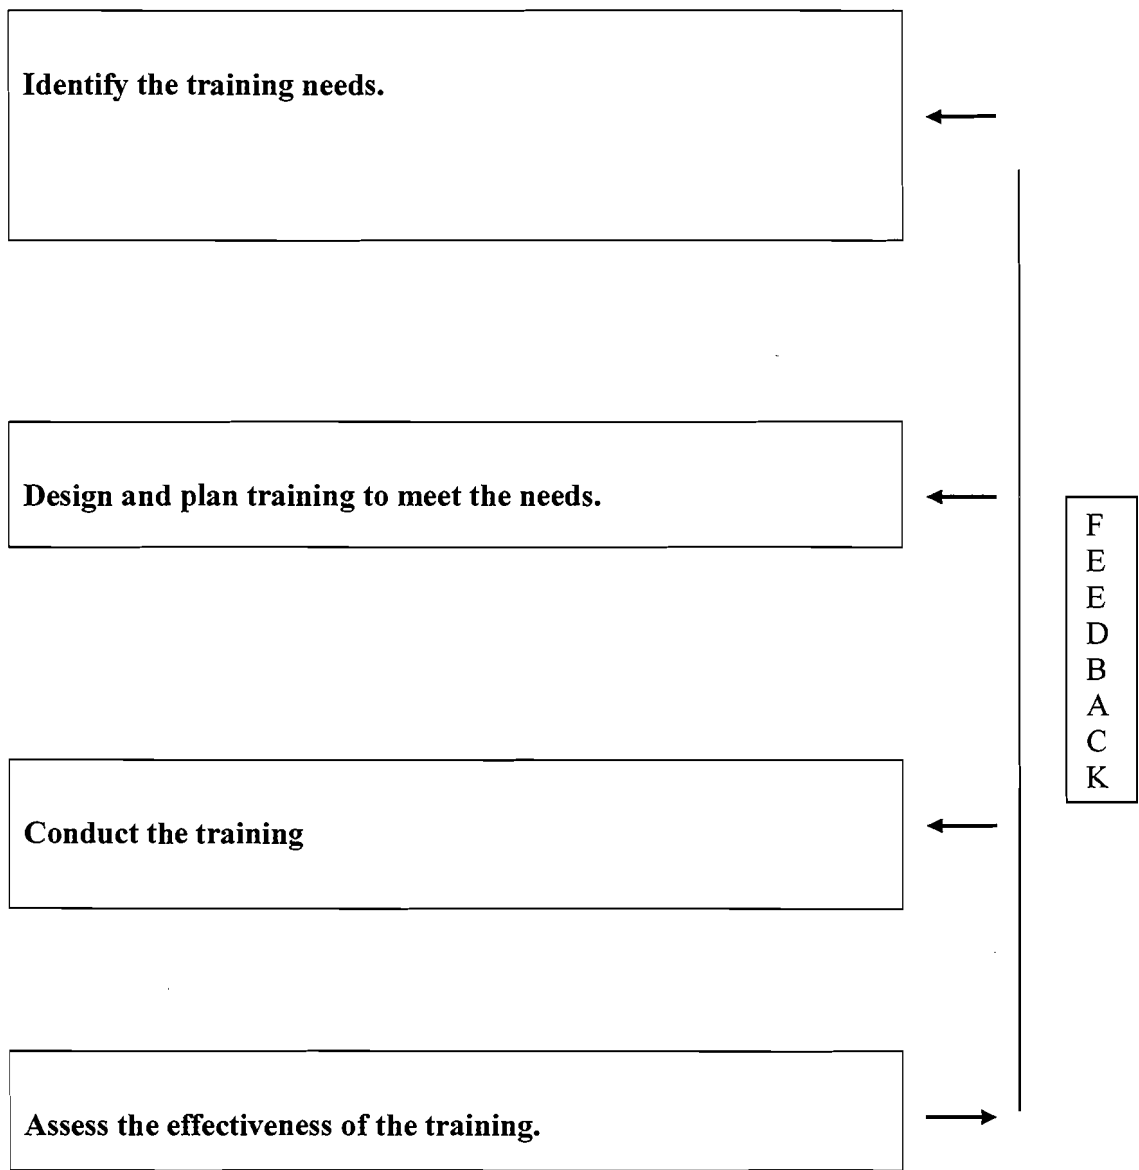 Identify the training needs.
Design and plan training to meet the needs.
F
E
E
D
B
A
C
K
Conduct the training
Assess the effectiveness of the training.